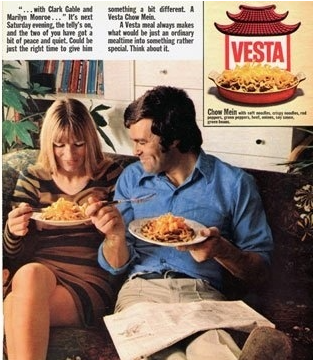 "...with Clark Gable and
Marilyn Monroe..." It's next
Saturday evening, the telly's on,
and the two of you have got a
bit of peace and quiet. Could be
just the right time to give him
something a bit different. A
Vesta Chow Mein.
A Vesta meal always makes
what would be just an ordinary
mealtime into something rather
special. Think about it.
VESTA
Chow Mein with soft noodles, crispy noodles, red
peppers, green peppers, beef, onions, soy sauce,
green beans.